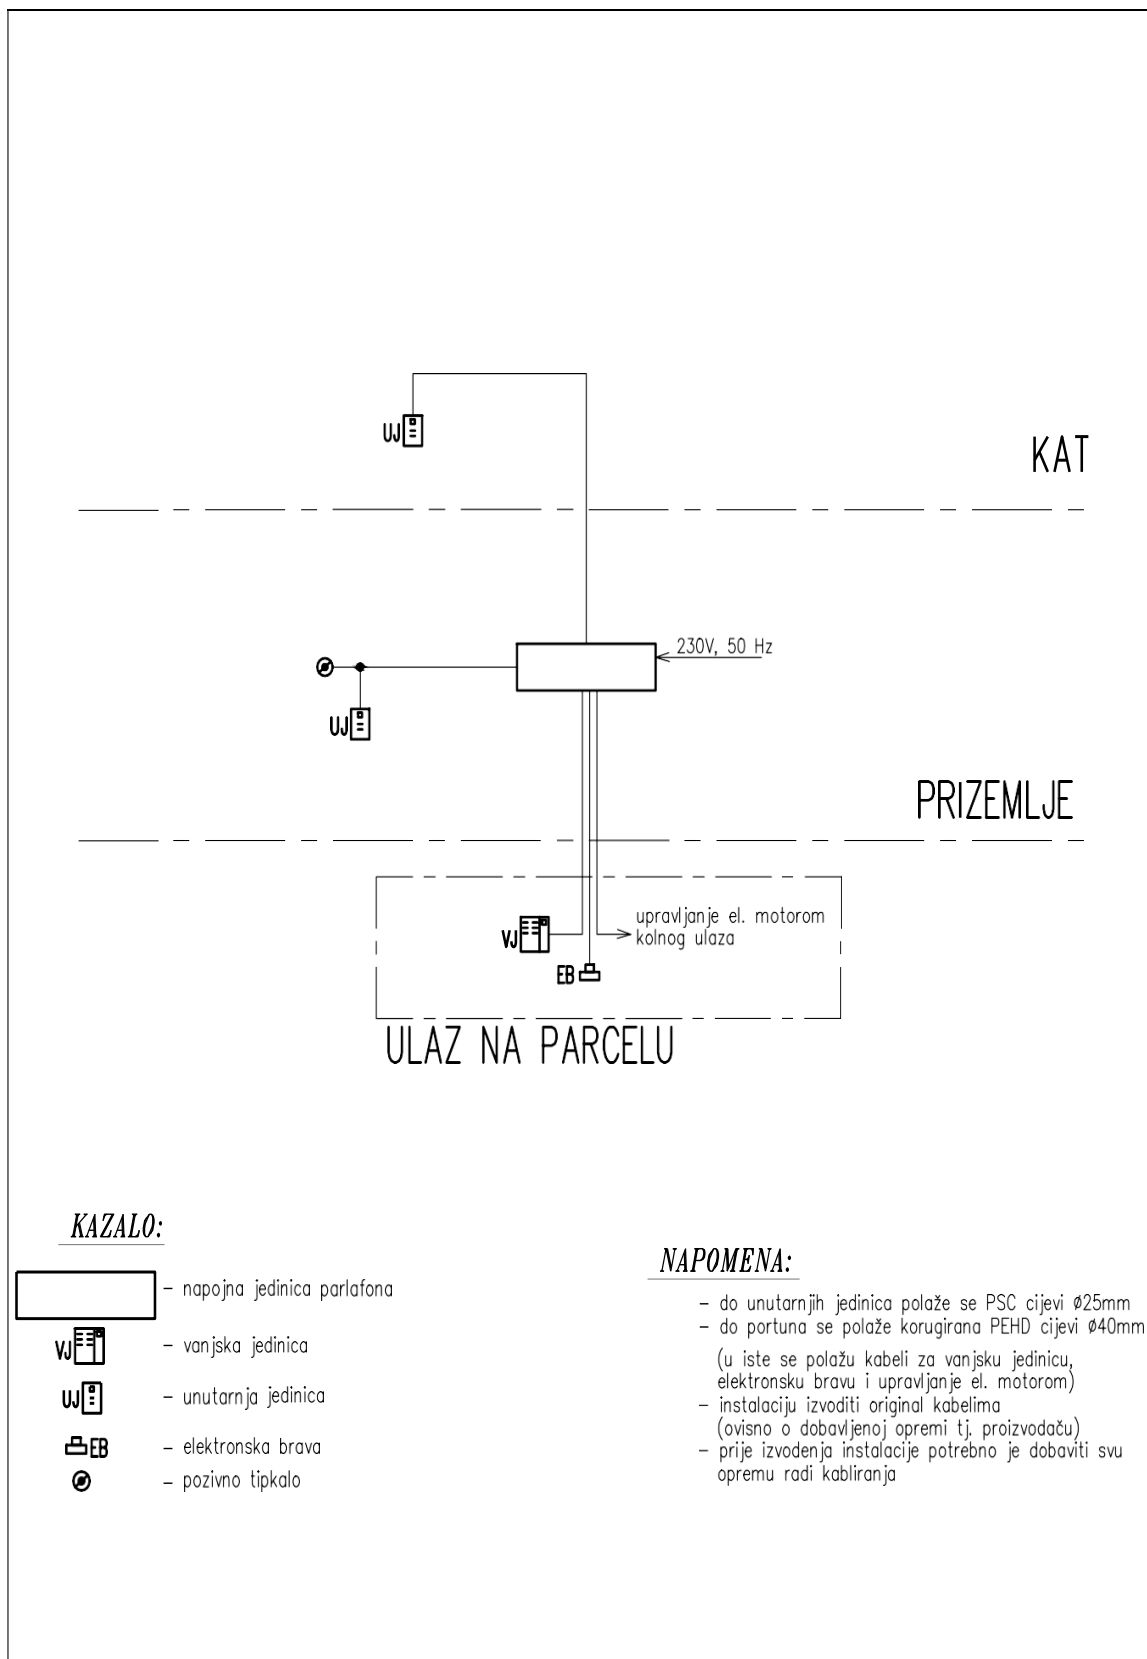 UJ
KAT
230V, 50 Hz
UJ
PRIZEMLJE
upravljanje el. motorom
kolnog ulaza
VJ
EB
ULAZ NA PARCELU
KAZALO:
- napojna jedinica parlafona
VJ - vanjska jedinica
UJ - unutarnja jedinica
EB - elektronska brava
- pozivno tipkalo
NAPOMENA:
- do unutarnjih jedinica polaže se PSC cijevi Ø25mm
- do portuna se polaže korugirana PEHD cijevi Ø40mm
(u iste se polažu kabeli za vanjsku jedinicu,
elektronsku bravu i upravljanje el. motorom)
- instalaciju izvoditi original kabelima
(ovisno o dobavljenoj opremi tj. proizvodaču)
- prije izvodenja instalacije potrebno je dobaviti svu
opremu radi kabliranja